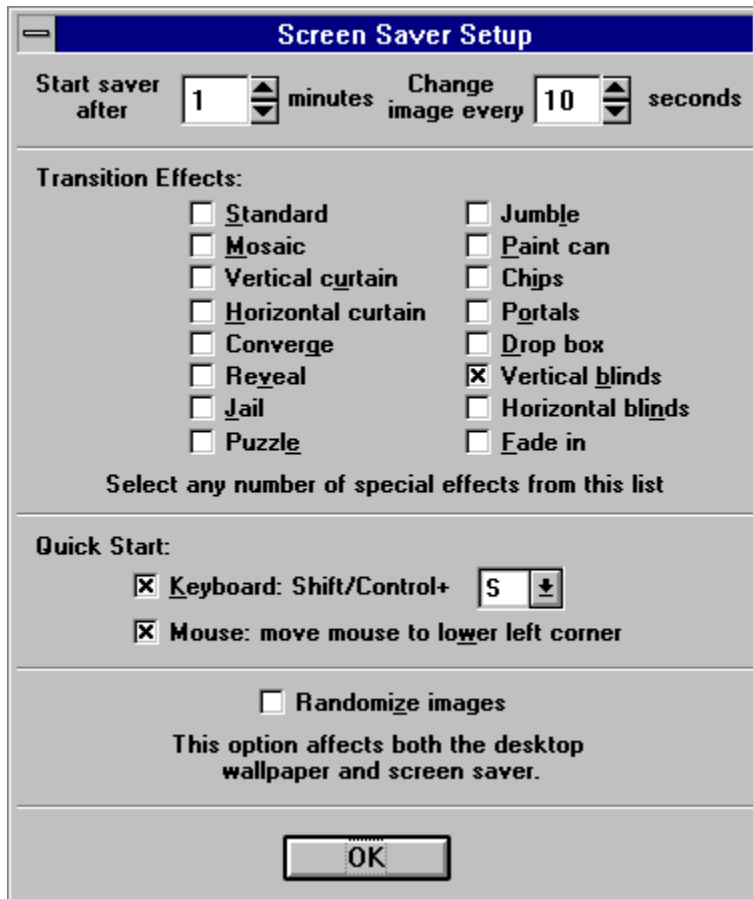 Screen Saver Setup
Start saver after 1 minutes Change image every 10 seconds
Transition Effects:
Standard Jumble
Mosaic Paint can
Vertical curtain Chips
Horizontal curtain Portals
Converge Drop box
Reveal Vertical blinds
Jail Horizontal blinds
Puzzle Fade in
Select any number of special effects from this list
Quick Start:
Keyboard: Shift/Control+ S
Mouse: move mouse to lower left corner
Randomize images
This option affects both the desktop
wallpaper and screen saver.
OK